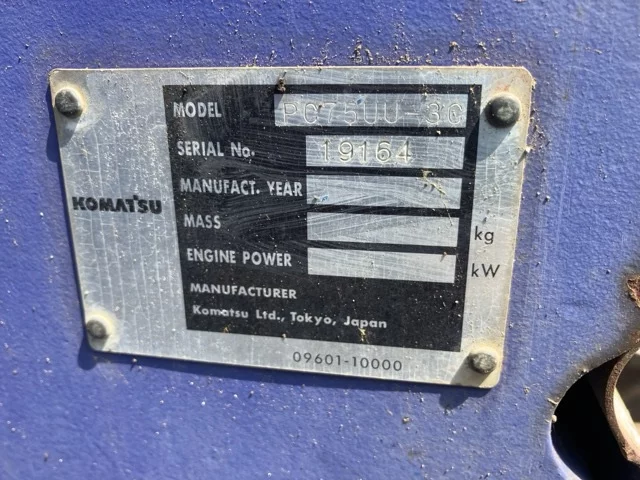 MODEL PC75UU-3C
SERIAL No. 19164
MANUFACT. YEAR
KOMATSU
MASS kg
ENGINE POWER kW
MANUFACTURER
Komatsu Ltd., Tokyo, Japan
09601-10000